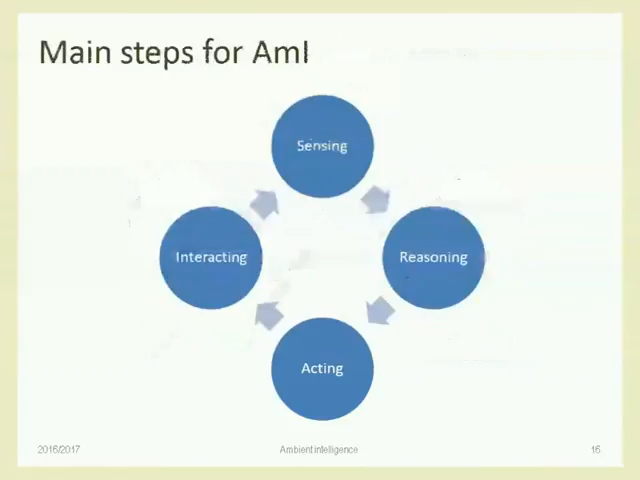 Main steps for AmI
Sensing
Interacting
Reasoning
Acting
2016/2017
Ambient intelligence
16